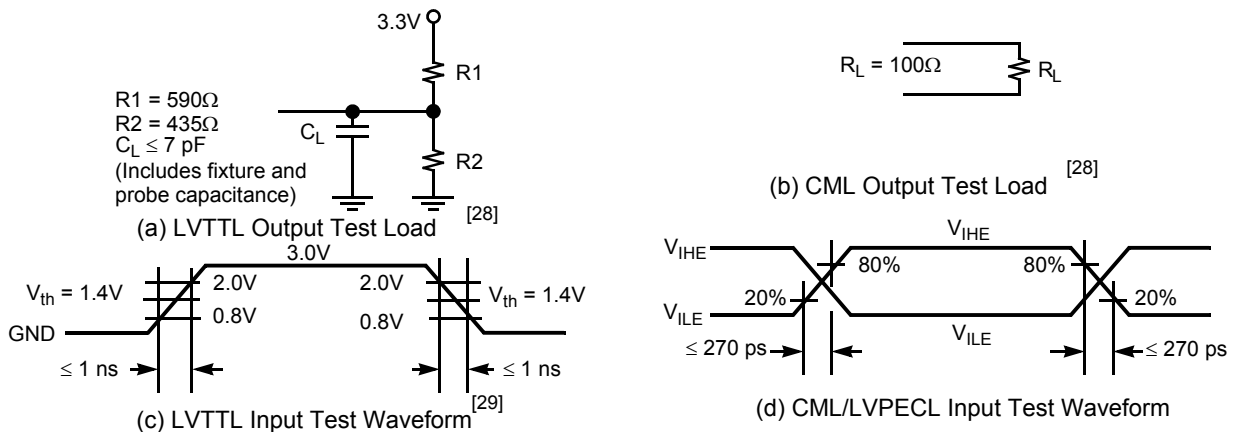 3.3V
R1
R1 = 590Ω
R2 = 435Ω
C_L ≤ 7 pF
(Includes fixture and
probe capacitance)
C_L
R2
(a) LVTTL Output Test Load [28]
R_L = 100Ω
R_L
(b) CML Output Test Load [28]
3.0V
V_th = 1.4V
2.0V
0.8V
2.0V
0.8V
V_th = 1.4V
GND
≤ 1 ns
≤ 1 ns
(c) LVTTL Input Test Waveform [29]
V_IHE
V_IHE
80%
80%
20%
20%
V_ILE
V_ILE
≤ 270 ps
≤ 270 ps
(d) CML/LVPECL Input Test Waveform